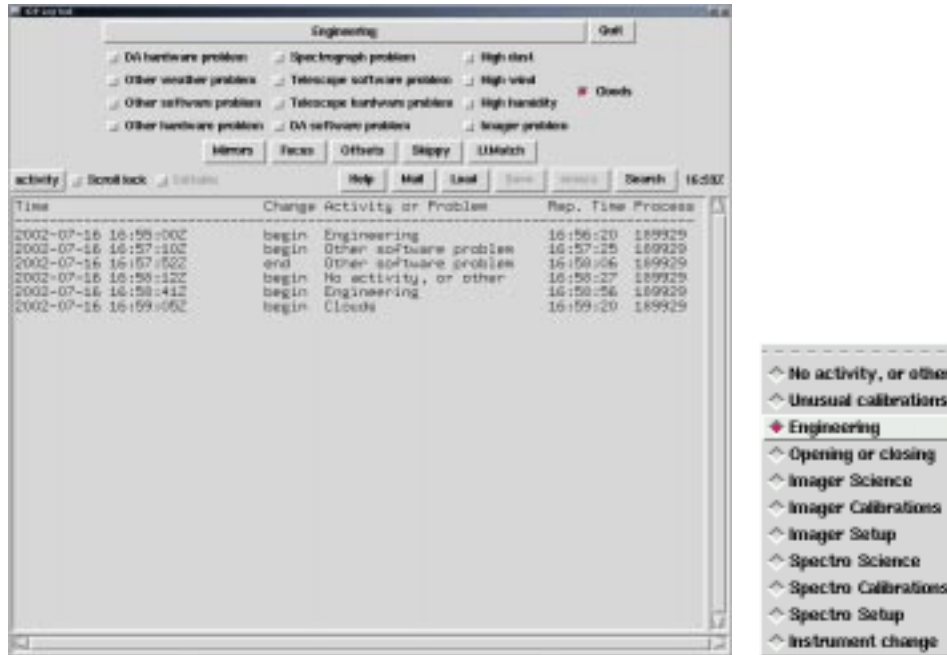 Engineering Quit
DA hardware problem Spectrograph problem High dust
Other weather problem Telescope software problem High wind
Clouds
Other software problem Telescope hardware problem High humidity
Other hardware problem DA software problem Imager problem
Mirrors Focus Offsets Skippy LtMatch
activity Scroll lock Help Mail Load Save Search 16:59Z
Time Change Activity or Problem Rep. Time Process
2002-07-16 16:55:00Z begin Engineering 16:56:20 189929
2002-07-16 16:57:10Z begin Other software problem 16:57:25 189929
2002-07-16 16:57:52Z end Other software problem 16:58:06 189929
2002-07-16 16:58:12Z begin No activity, or other 16:58:27 189929
2002-07-16 16:58:41Z begin Engineering 16:58:56 189929
2002-07-16 16:59:05Z begin Clouds 16:59:20 189929
No activity, or other
Unusual calibrations
Engineering
Opening or closing
Imager Science
Imager Calibrations
Imager Setup
Spectro Science
Spectro Calibrations
Spectro Setup
Instrument change